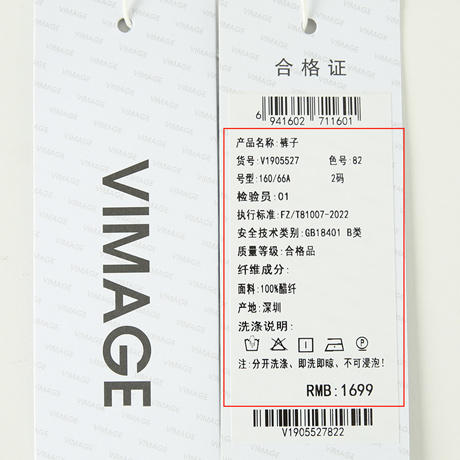 VIMAGE
合格证
6 941602 711601
产品名称:裤子
货号:V1905527 色号:82
号型:160/66A 2码
检验员:01
执行标准:FZ/T81007-2022
安全技术类别:GB18401 B类
质量等级:合格品
纤维成分:
面料:100%醋纤
产地:深圳
洗涤说明:
注:分开洗涤、即洗即晾、不可浸泡!
RMB:1699
V1905527822